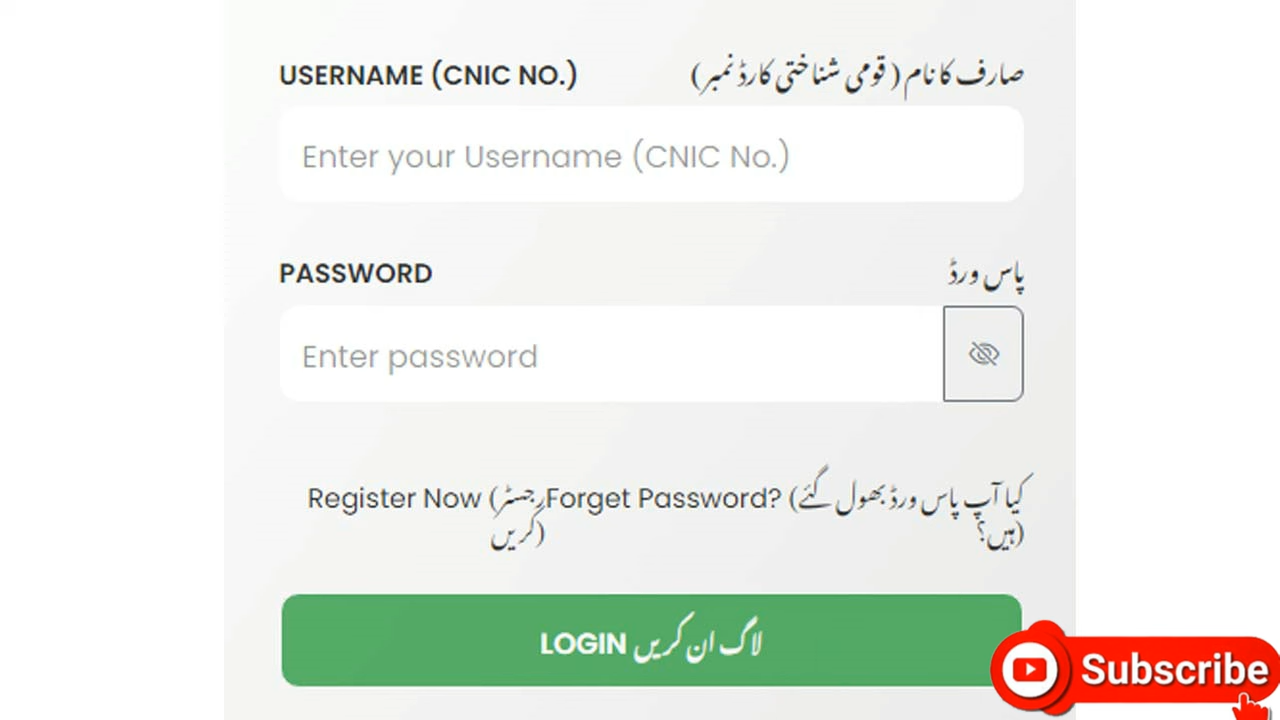 USERNAME (CNIC NO.) صارف کا نام ( قومی شناختی کارڈ نمبر )
Enter your Username (CNIC No.)
PASSWORD پاس ورڈ
Enter password
Register Now (رجسٹر کریں)
Forget Password? (کیا آپ پاس ورڈ بھول گئے ہیں؟)
LOGIN لاگ ان کریں
Subscribe